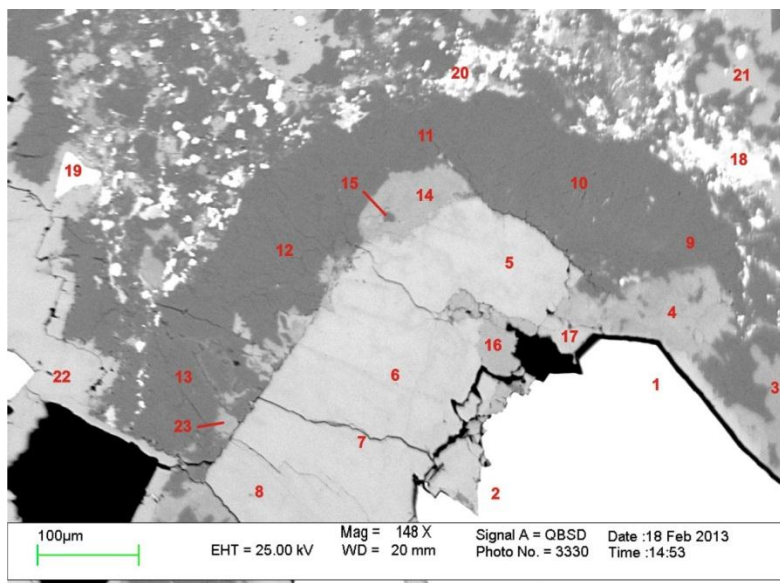 20
21
11
18
19
15
14
10
12
9
5
4
17
16
3
22
13
6
1
23
7
8
2
100µm
EHT = 25.00 kV
Mag = 148 X
WD = 20 mm
Signal A = QBSD
Photo No. = 3330
Date :18 Feb 2013
Time :14:53